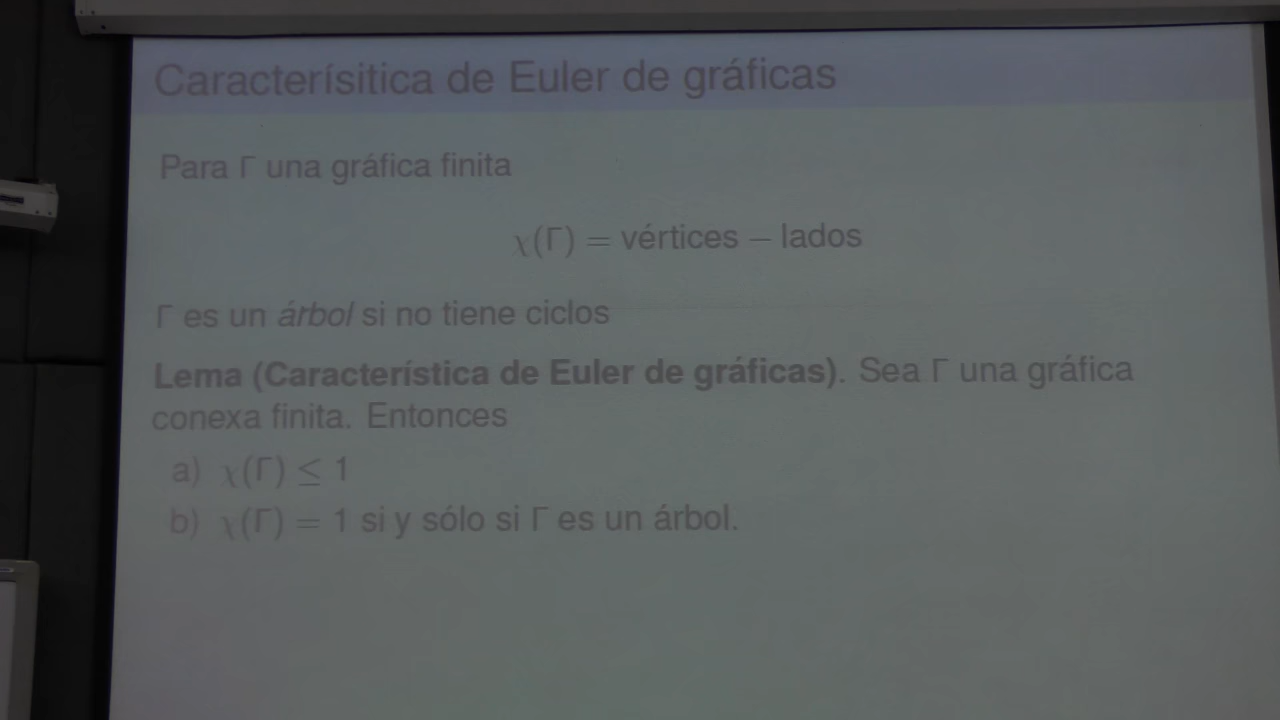 Caracterísitica de Euler de gráficas
Para Γ una gráfica finita
χ(Γ) = vértices − lados
Γ es un árbol si no tiene ciclos
Lema (Característica de Euler de gráficas). Sea Γ una gráfica
conexa finita. Entonces
a) χ(Γ) ≤ 1
b) χ(Γ) = 1 si y sólo si Γ es un árbol.